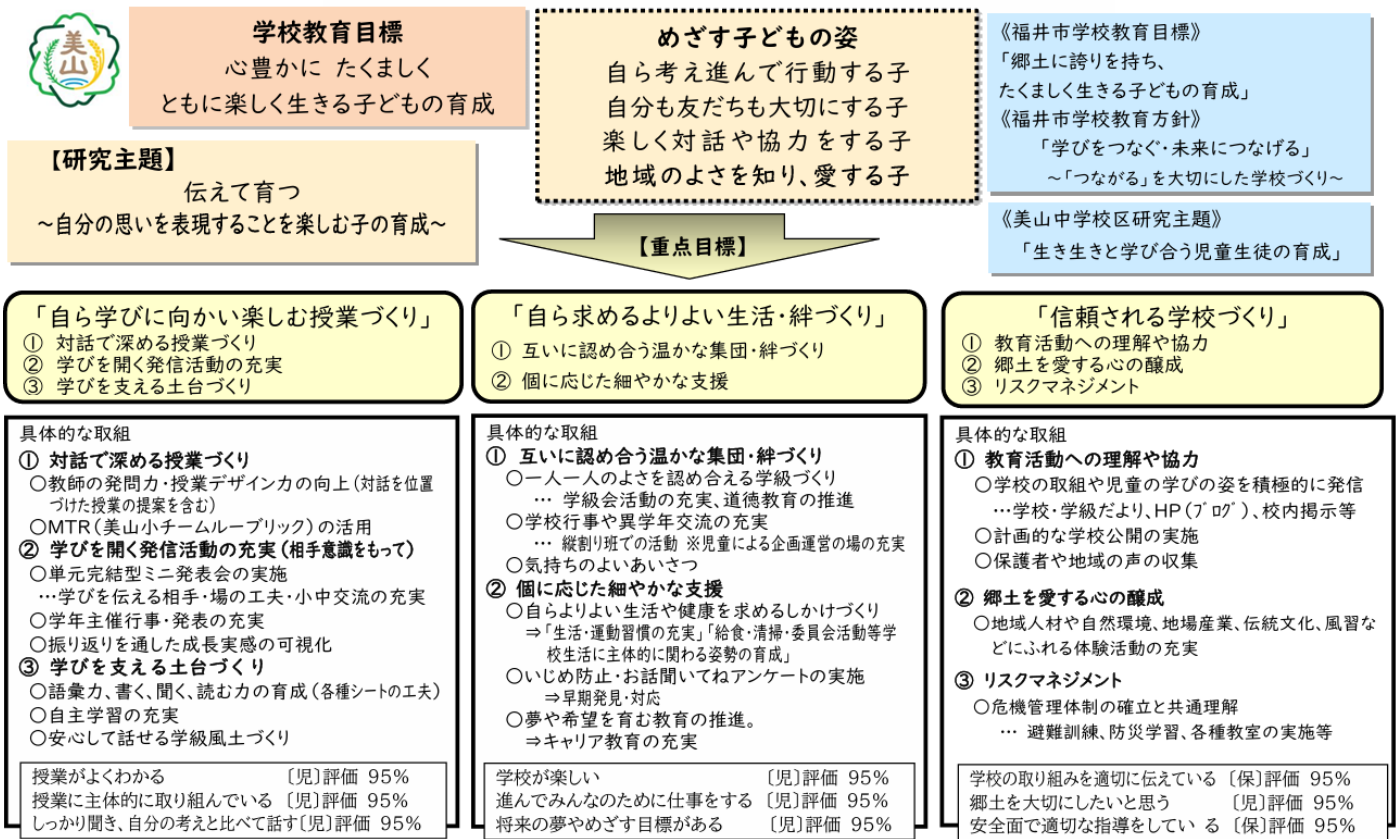 美山
学校教育目標
心豊かに たくましく
ともに楽しく生きる子どもの育成
めざす子どもの姿
自ら考え進んで行動する子
自分も友だちも大切にする子
楽しく対話や協力をする子
地域のよさを知り、愛する子
《福井市学校教育目標》
「郷土に誇りを持ち、
たくましく生きる子どもの育成」
《福井市学校教育方針》
「学びをつなぐ・未来につなげる」
～「つながる」を大切にした学校づくり～
【研究主題】
伝えて育つ
～自分の思いを表現することを楽しむ子の育成～
《美山中学校区研究主題》
「生き生きと学び合う児童生徒の育成」
【重点目標】
「自ら学びに向かい楽しむ授業づくり」
① 対話で深める授業づくり
② 学びを開く発信活動の充実
③ 学びを支える土台づくり
「自ら求めるよりよい生活・絆づくり」
① 互いに認め合う温かな集団・絆づくり
② 個に応じた細やかな支援
「信頼される学校づくり」
① 教育活動への理解や協力
② 郷土を愛する心の醸成
③ リスクマネジメント
具体的な取組
① 対話で深める授業づくり
○教師の発問力・授業デザイン力の向上(対話を位置
づけた授業の提案を含む)
○MTR(美山小チームルーブリック)の活用
② 学びを開く発信活動の充実(相手意識をもって)
○単元完結型ミニ発表会の実施
…学びを伝える相手・場の工夫・小中交流の充実
○学年主催行事・発表の充実
○振り返りを通した成長実感の可視化
③ 学びを支える土台づくり
○語彙力、書く、聞く、読む力の育成(各種シートの工夫)
○自主学習の充実
○安心して話せる学級風土づくり
授業がよくわかる 〔児〕評価 95%
授業に主体的に取り組んでいる 〔児〕評価 95%
しっかり聞き、自分の考えと比べて話す〔児〕評価 95%
具体的な取組
① 互いに認め合う温かな集団・絆づくり
○一人一人のよさを認め合える学級づくり
… 学級会活動の充実、道徳教育の推進
○学校行事や異学年交流の充実
… 縦割り班での活動 ※児童による企画運営の場の充実
○気持ちのよいあいさつ
② 個に応じた細やかな支援
○自らよりよい生活や健康を求めるしかけづくり
⇒「生活・運動習慣の充実」「給食・清掃・委員会活動等学
校生活に主体的に関わる姿勢の育成」
○いじめ防止・お話聞いてねアンケートの実施
⇒早期発見・対応
○夢や希望を育む教育の推進。
⇒キャリア教育の充実
学校が楽しい 〔児〕評価 95%
進んでみんなのために仕事をする 〔児〕評価 95%
将来の夢やめざす目標がある 〔児〕評価 95%
具体的な取組
① 教育活動への理解や協力
○学校の取組や児童の学びの姿を積極的に発信
…学校・学級だより、HP(ブログ)、校内掲示等
○計画的な学校公開の実施
○保護者や地域の声の収集
② 郷土を愛する心の醸成
○地域人材や自然環境、地場産業、伝統文化、風習な
どにふれる体験活動の充実
③ リスクマネジメント
○危機管理体制の確立と共通理解
… 避難訓練、防災学習、各種教室の実施等
学校の取り組みを適切に伝えている 〔保〕評価 95%
郷土を大切にしたいと思う 〔児〕評価 95%
安全面で適切な指導をしてい る 〔保〕評価 95%